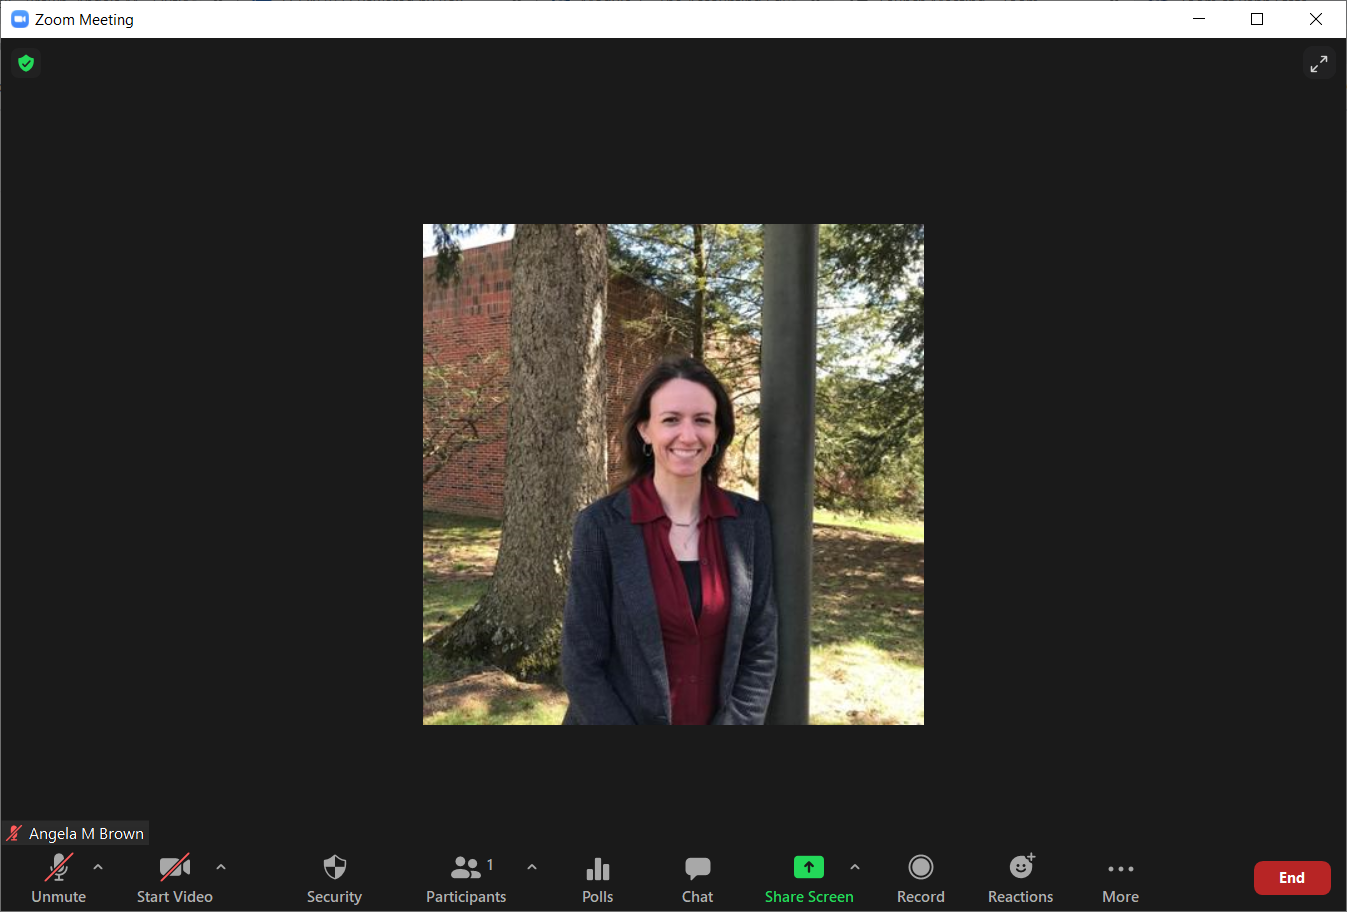 Zoom Meeting
Angela M Brown
Unmute
Start Video
Security
1
Participants
Polls
Chat
Share Screen
Record
Reactions
More
End